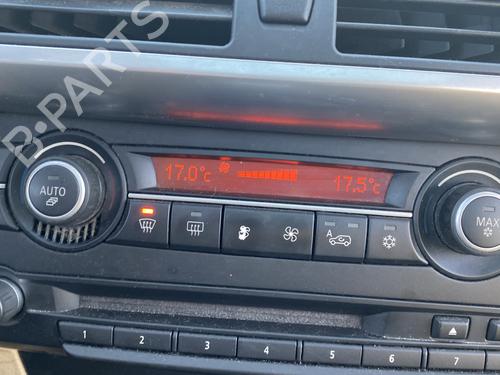 B·PARTS
17.0°C 17.5°C
AUTO
MAX
A
1 2 3 4 5 6 7